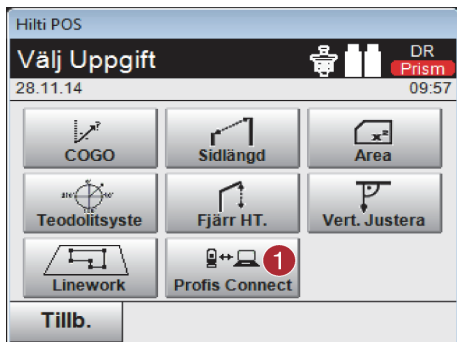 Hilti POS
Välj Uppgift
DR
Prism
28.11.14 09:57
COGO Sidlängd Area
Teodolitsyste Fjärr HT. Vert. Justera
Linework Profis Connect 1
Tillb.